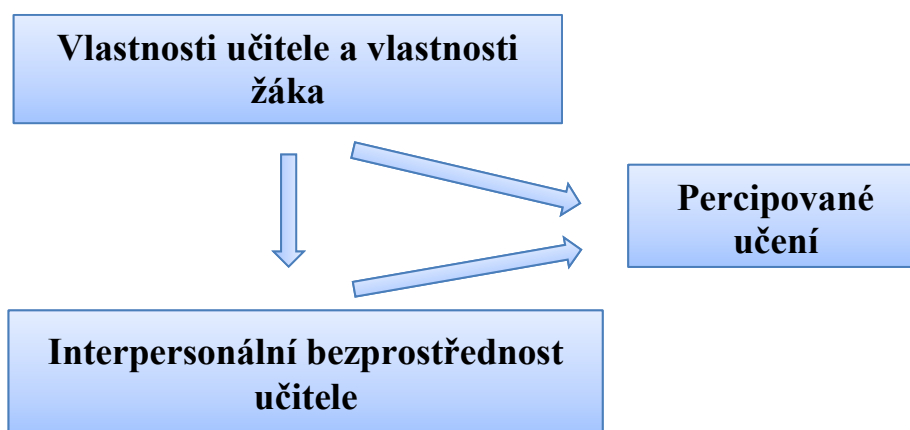 Vlastnosti učitele a vlastnosti
žáka
Percipované
učení
Interpersonální bezprostřednost
učitele